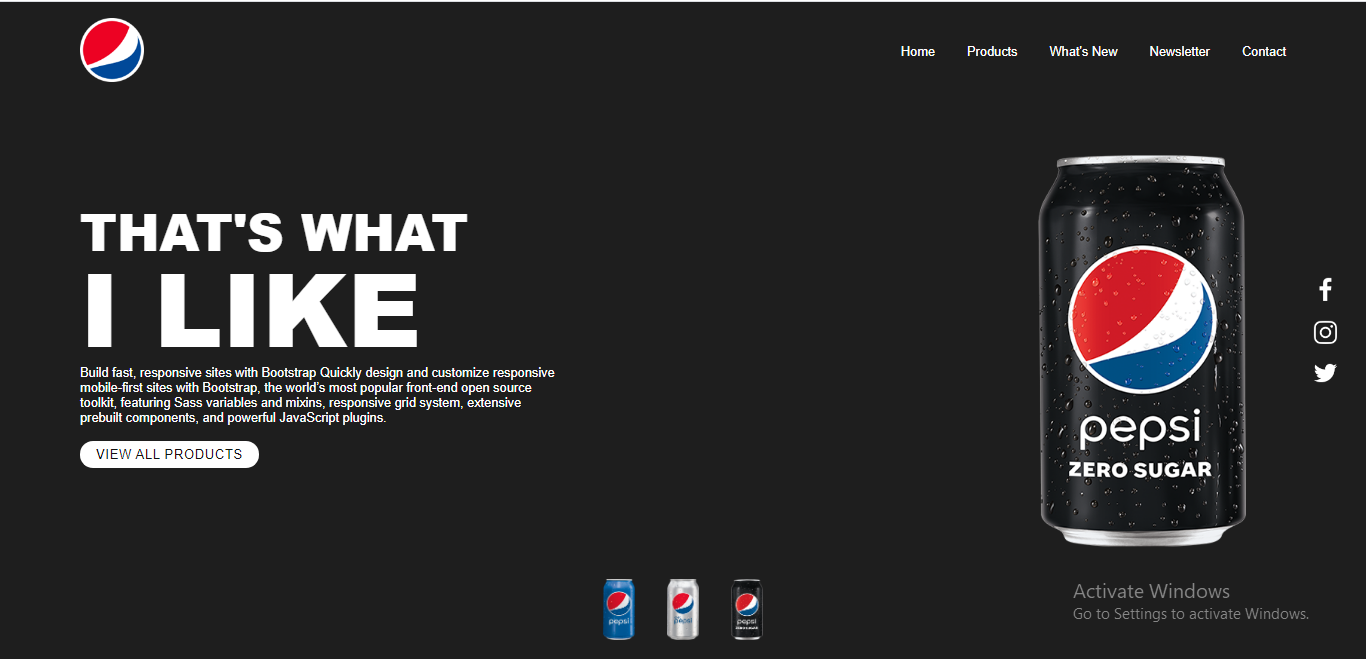 Home Products What's New Newsletter Contact
THAT'S WHAT
I LIKE
Build fast, responsive sites with Bootstrap Quickly design and customize responsive
mobile-first sites with Bootstrap, the world's most popular front-end open source
toolkit, featuring Sass variables and mixins, responsive grid system, extensive
prebuilt components, and powerful JavaScript plugins.
VIEW ALL PRODUCTS
pepsi
ZERO SUGAR
pepsi
pepsi
pepsi
ZERO SUGAR
Activate Windows
Go to Settings to activate Windows.